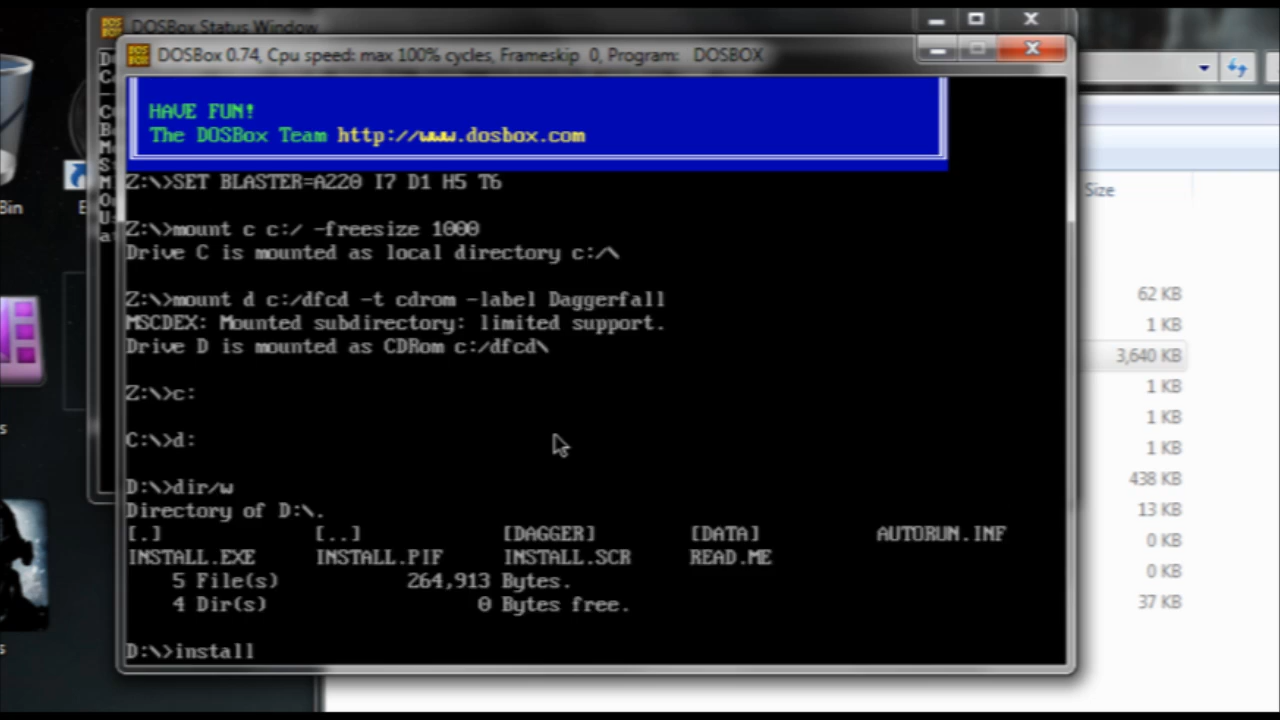 DOSBox Status Window
DOSBox 0.74, Cpu speed: max 100% cycles, Frameskip 0, Program: DOSBOX
HAVE FUN!
The DOSBox Team http://www.dosbox.com
Z:\>SET BLASTER=A220 I7 D1 H5 T6
Z:\>mount c c:/ -freesize 1000
Drive C is mounted as local directory c:/\
Z:\>mount d c:/dfcd -t cdrom -label Daggerfall
MSCDEX: Mounted subdirectory: limited support.
Drive D is mounted as CDRom c:/dfcd\
Z:\>c:
C:\>d:
D:\>dir/w
Directory of D:\.
[.] [..] [DAGGER] [DATA] AUTORUN.INF
INSTALL.EXE INSTALL.PIF INSTALL.SCR READ.ME
5 File(s) 264,913 Bytes.
4 Dir(s) 0 Bytes free.
D:\>install
Bin
Size
62 KB
1 KB
3,640 KB
1 KB
1 KB
1 KB
438 KB
13 KB
0 KB
0 KB
37 KB